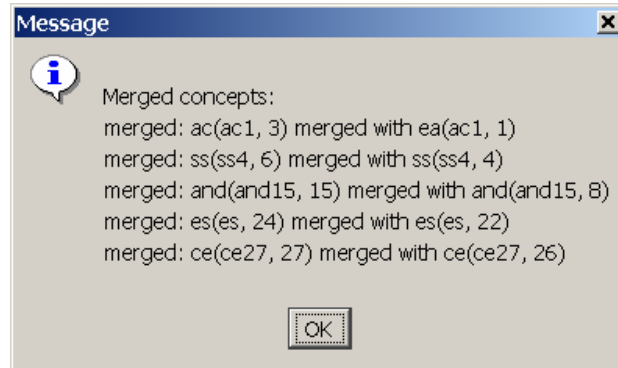 Message
Merged concepts:
merged: ac(ac1, 3) merged with ea(ac1, 1)
merged: ss(ss4, 6) merged with ss(ss4, 4)
merged: and(and15, 15) merged with and(and15, 8)
merged: es(es, 24) merged with es(es, 22)
merged: ce(ce27, 27) merged with ce(ce27, 26)
OK